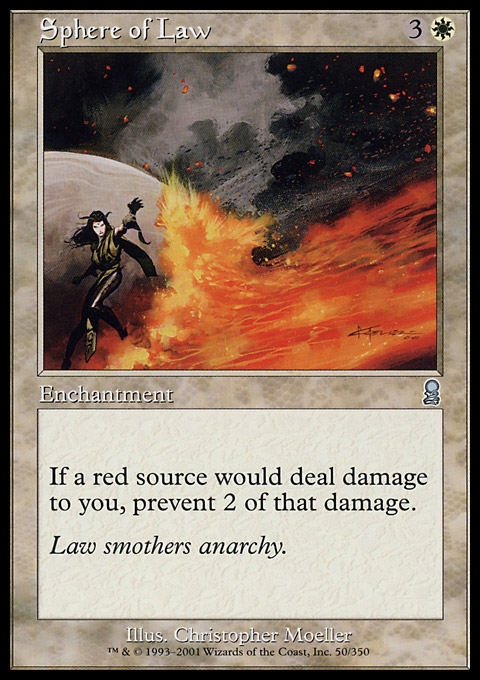 Sphere of Law 3
Enchantment
If a red source would deal damage
to you, prevent 2 of that damage.
Law smothers anarchy.
Illus. Christopher Moeller
™ & © 1993–2001 Wizards of the Coast, Inc. 50/350